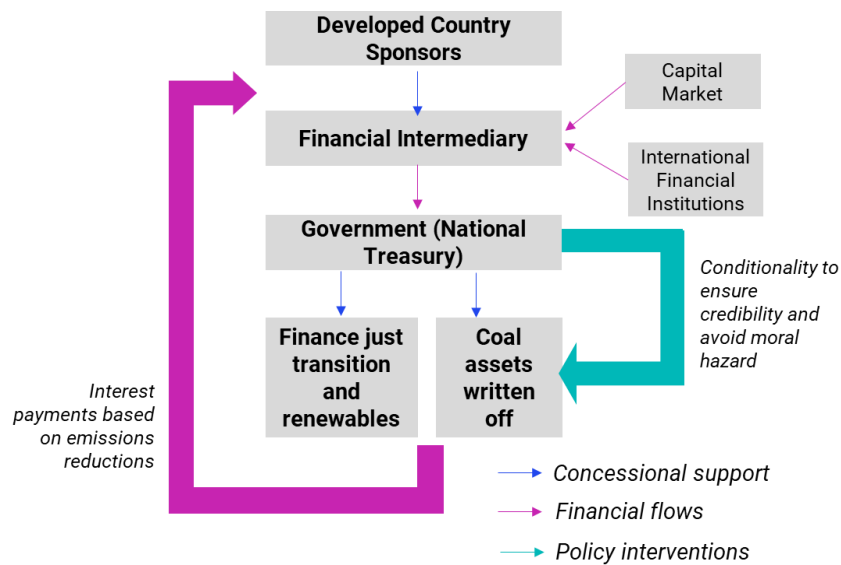 Developed Country
Sponsors
Capital
Market
Financial Intermediary
International
Financial
Institutions
Government (National
Treasury)
Conditionality to
ensure
credibility and
avoid moral
hazard
Finance just
transition
and
renewables
Coal
assets
written
off
Interest
payments based
on emissions
reductions
Concessional support
Financial flows
Policy interventions